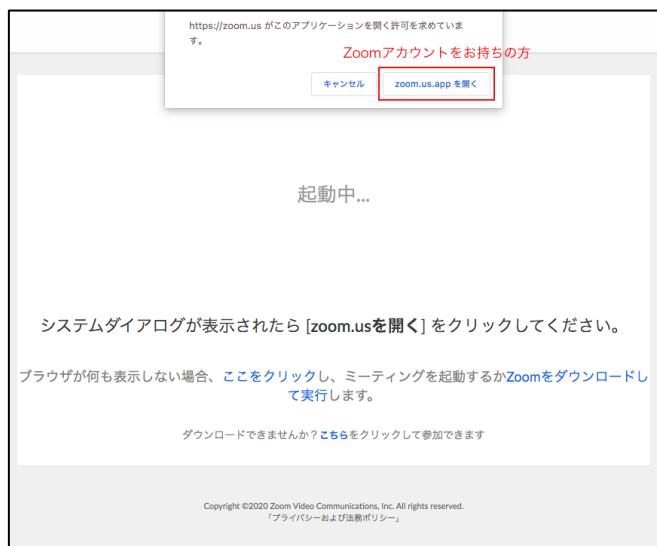 https://zoom.us がこのアプリケーションを開く許可を求めていま
す。
Zoomアカウントをお持ちの方
キャンセル
zoom.us.app を開く
起動中...
システムダイアログが表示されたら [zoom.usを開く] をクリックしてください。
ブラウザが何も表示しない場合、ここをクリックし、ミーティングを起動するかZoomをダウンロードし
て実行します。
ダウンロードできませんか？こちらをクリックして参加できます
Copyright ©2020 Zoom Video Communications, Inc. All rights reserved.
「プライバシーおよび法務ポリシー」